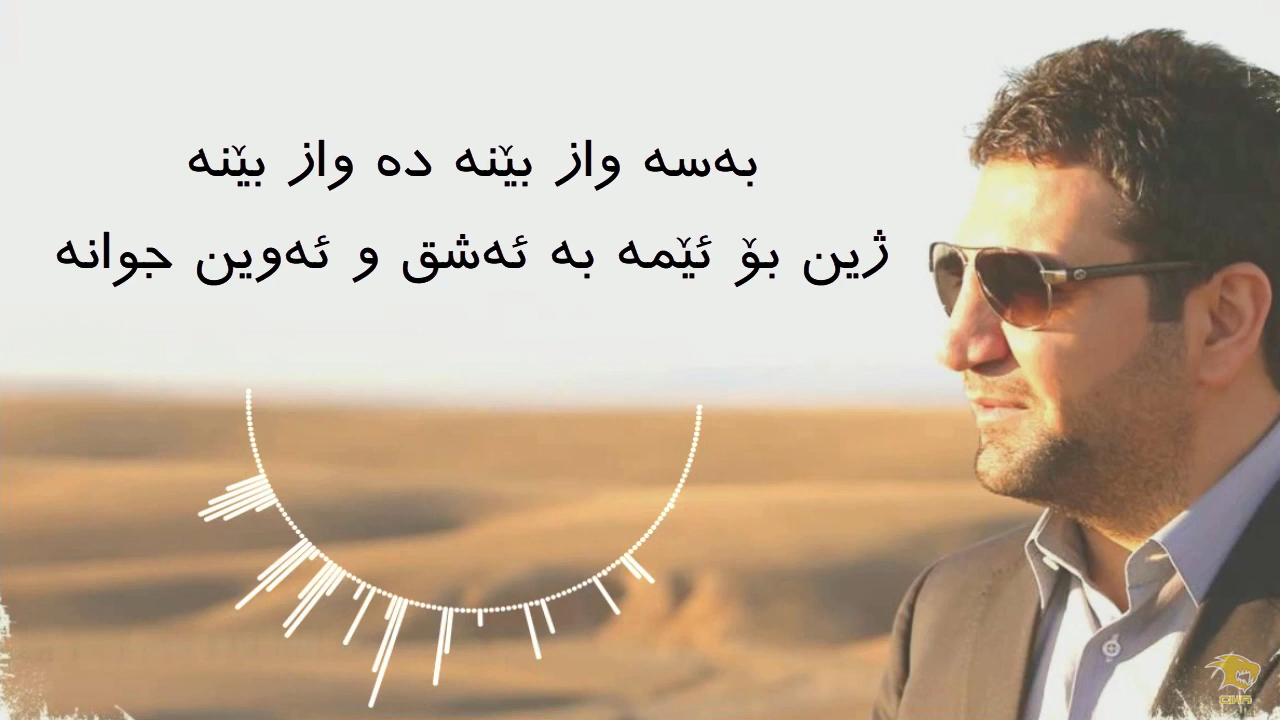 بەسە واز بێنە دە واز بێنە
ژین بۆ ئێمە بە ئەشق و ئەوین جوانە